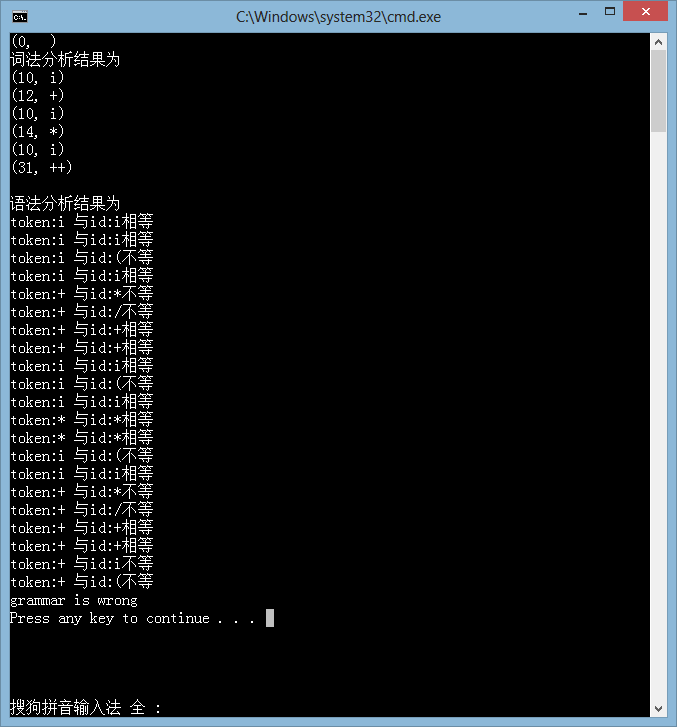 C:\Windows\system32\cmd.exe
(0,  )
词法分析结果为
(10, i)
(12, +)
(10, i)
(14, *)
(10, i)
(31, ++)
语法分析结果为
token:i 与id:i相等
token:i 与id:i相等
token:i 与id:(不等
token:i 与id:i相等
token:+ 与id:*不等
token:+ 与id:/不等
token:+ 与id:+相等
token:+ 与id:+相等
token:i 与id:i相等
token:i 与id:(不等
token:i 与id:i相等
token:* 与id:*相等
token:* 与id:*相等
token:i 与id:(不等
token:i 与id:i相等
token:+ 与id:*不等
token:+ 与id:/不等
token:+ 与id:+相等
token:+ 与id:+相等
token:+ 与id:i不等
token:+ 与id:(不等
grammar is wrong
Press any key to continue . . .
搜狗拼音输入法 全 :